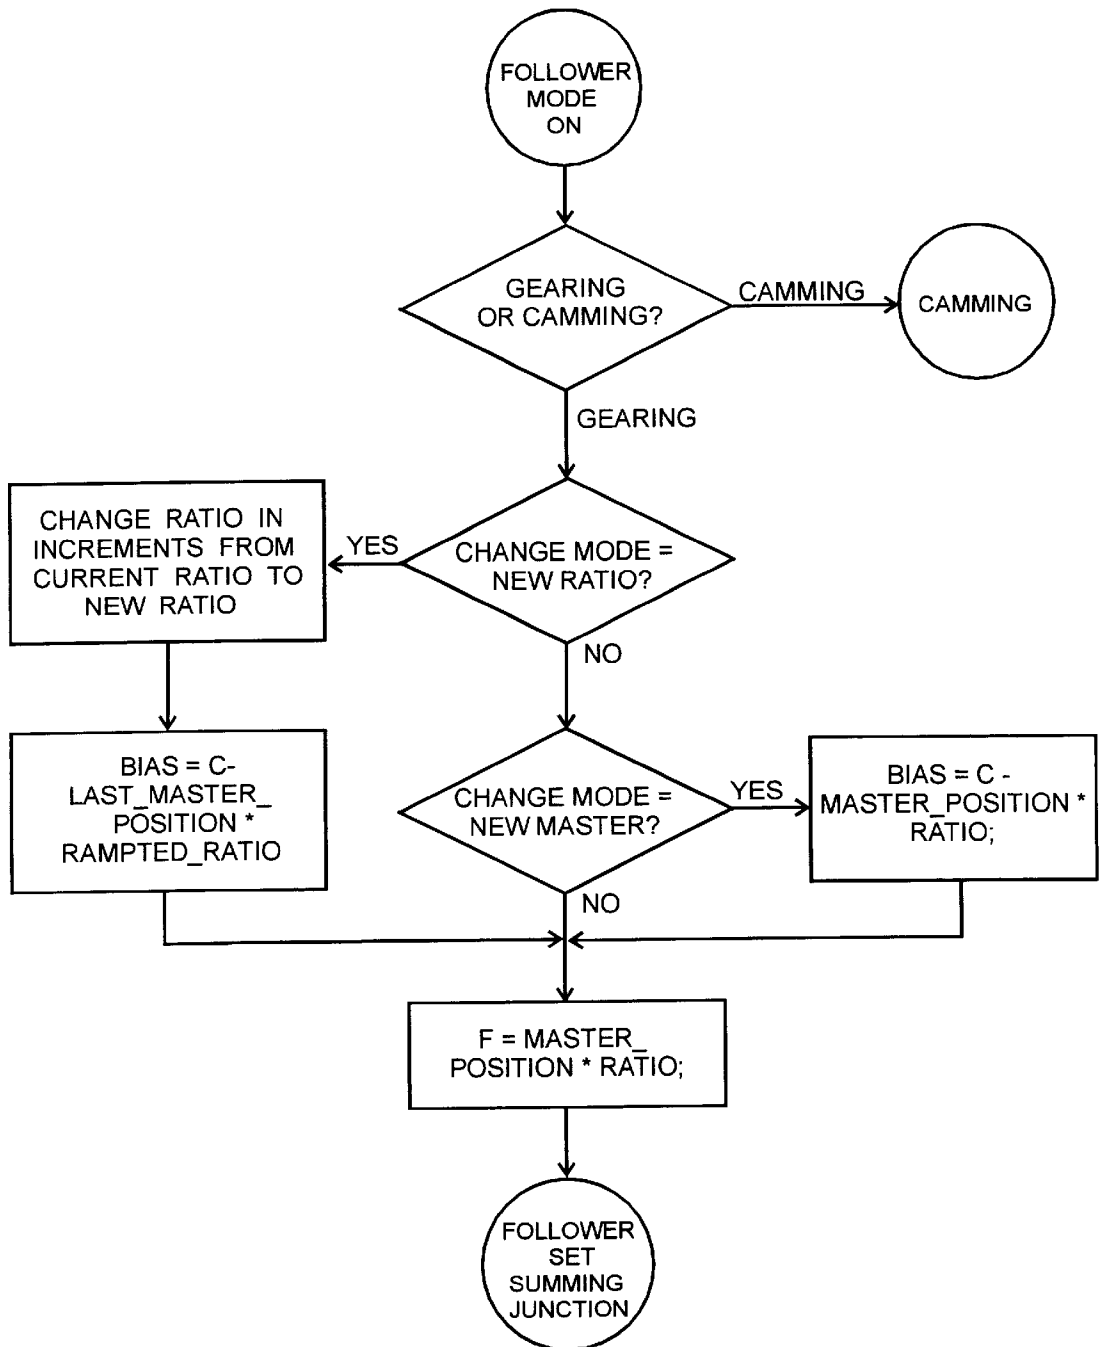 FOLLOWER
MODE
ON
GEARING
OR CAMMING?
CAMMING
CAMMING
GEARING
CHANGE RATIO IN
INCREMENTS FROM
CURRENT RATIO TO
NEW RATIO
YES
CHANGE MODE =
NEW RATIO?
NO
BIAS = C-
LAST_MASTER_
POSITION *
RAMPTED_RATIO
CHANGE MODE =
NEW MASTER?
YES
BIAS = C -
MASTER_POSITION *
RATIO;
NO
F = MASTER_
POSITION * RATIO;
FOLLOWER
SET
SUMMING
JUNCTION